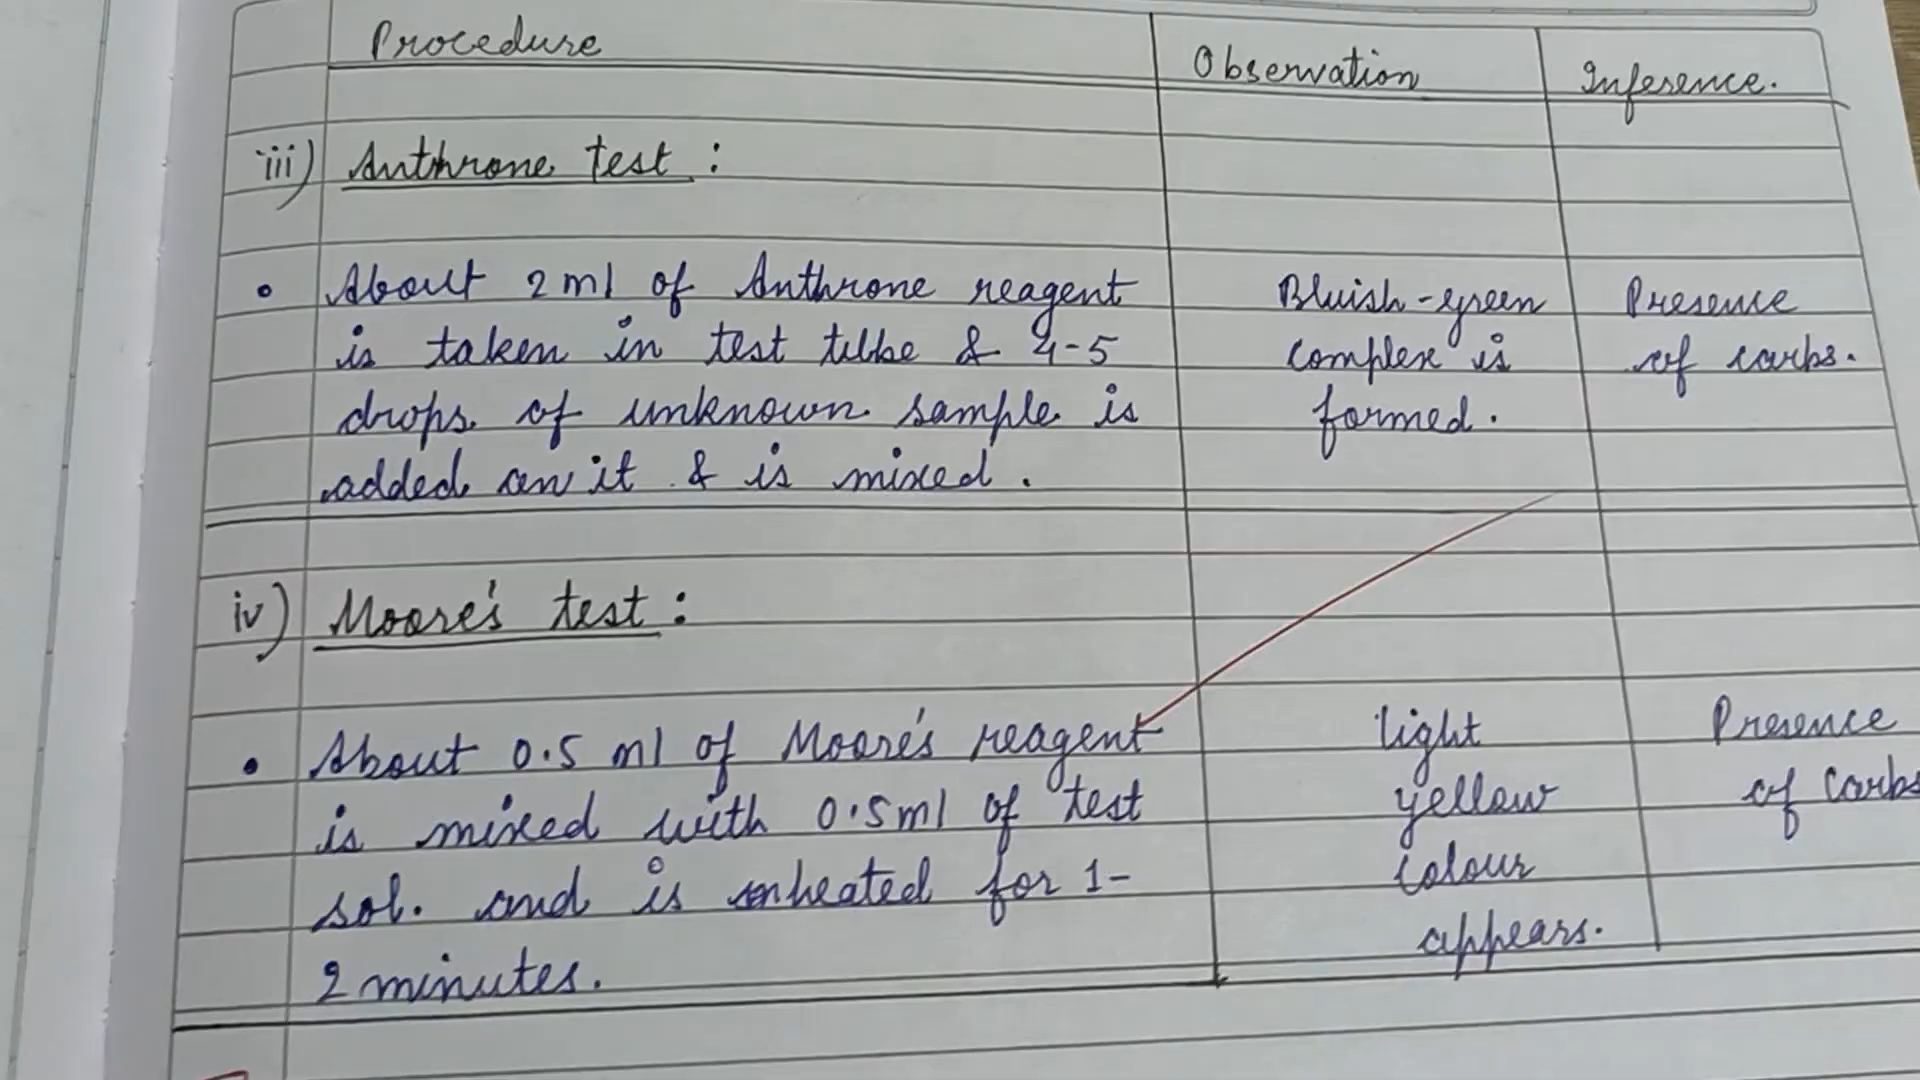 Procedure Observation Inference.
iii) Anthrone test :
• About 2 ml of Anthrone reagent Bluish-green Presence
is taken in test tube & 4-5 complex is of carbs.
drops of unknown sample is formed.
added on it & is mixed.
iv) Moore's test :
• About 0.5 ml of Moore's reagent light Presence
is mixed with 0.5 ml of test yellow of carbs
sol. and is heated for 1- colour
2 minutes. appears.